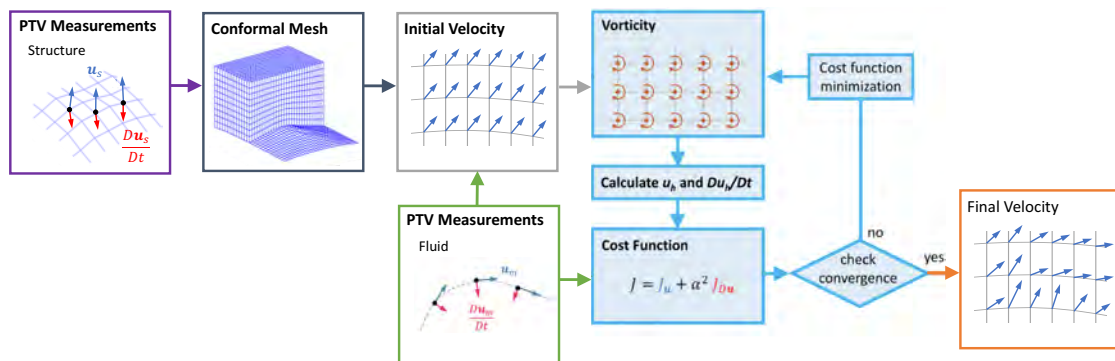 PTV Measurements
Structure
u_s
Du_s
Dt
Conformal Mesh
Initial Velocity
PTV Measurements
Fluid
u_m
Du_m
Dt
Vorticity
Calculate u_h and Du_h/Dt
Cost Function
J = J_u + α² J_Du
Cost function
minimization
no
check
convergence
yes
Final Velocity